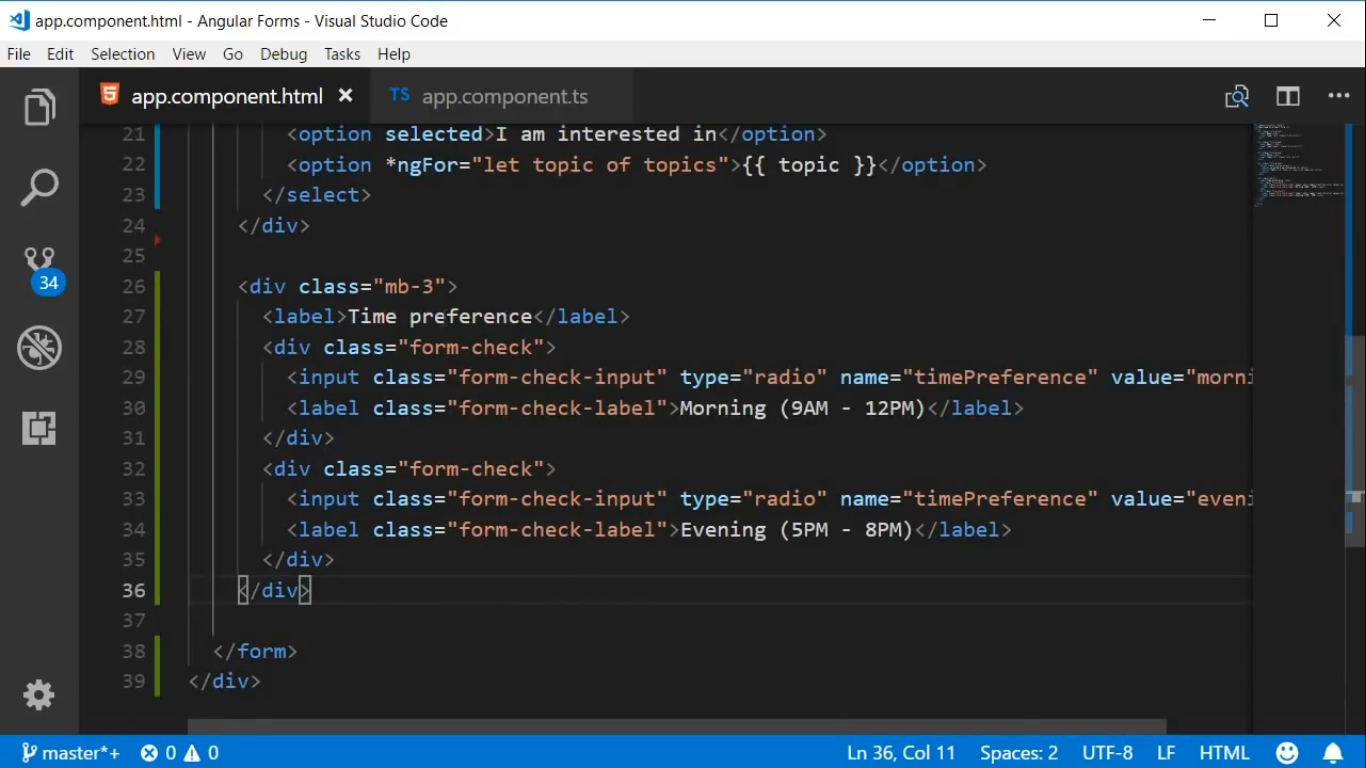 app.component.html - Angular Forms - Visual Studio Code
File Edit Selection View Go Debug Tasks Help
app.component.html
TS app.component.ts
21 <option selected>I am interested in</option>
22 <option *ngFor="let topic of topics">{{ topic }}</option>
23 </select>
24 </div>
25
26 <div class="mb-3">
27 <label>Time preference</label>
28 <div class="form-check">
29 <input class="form-check-input" type="radio" name="timePreference" value="morni
30 <label class="form-check-label">Morning (9AM - 12PM)</label>
31 </div>
32 <div class="form-check">
33 <input class="form-check-input" type="radio" name="timePreference" value="eveni
34 <label class="form-check-label">Evening (5PM - 8PM)</label>
35 </div>
36 </div>
37
38 </form>
39 </div>
34
master*+ 0 0 Ln 36, Col 11 Spaces: 2 UTF-8 LF HTML